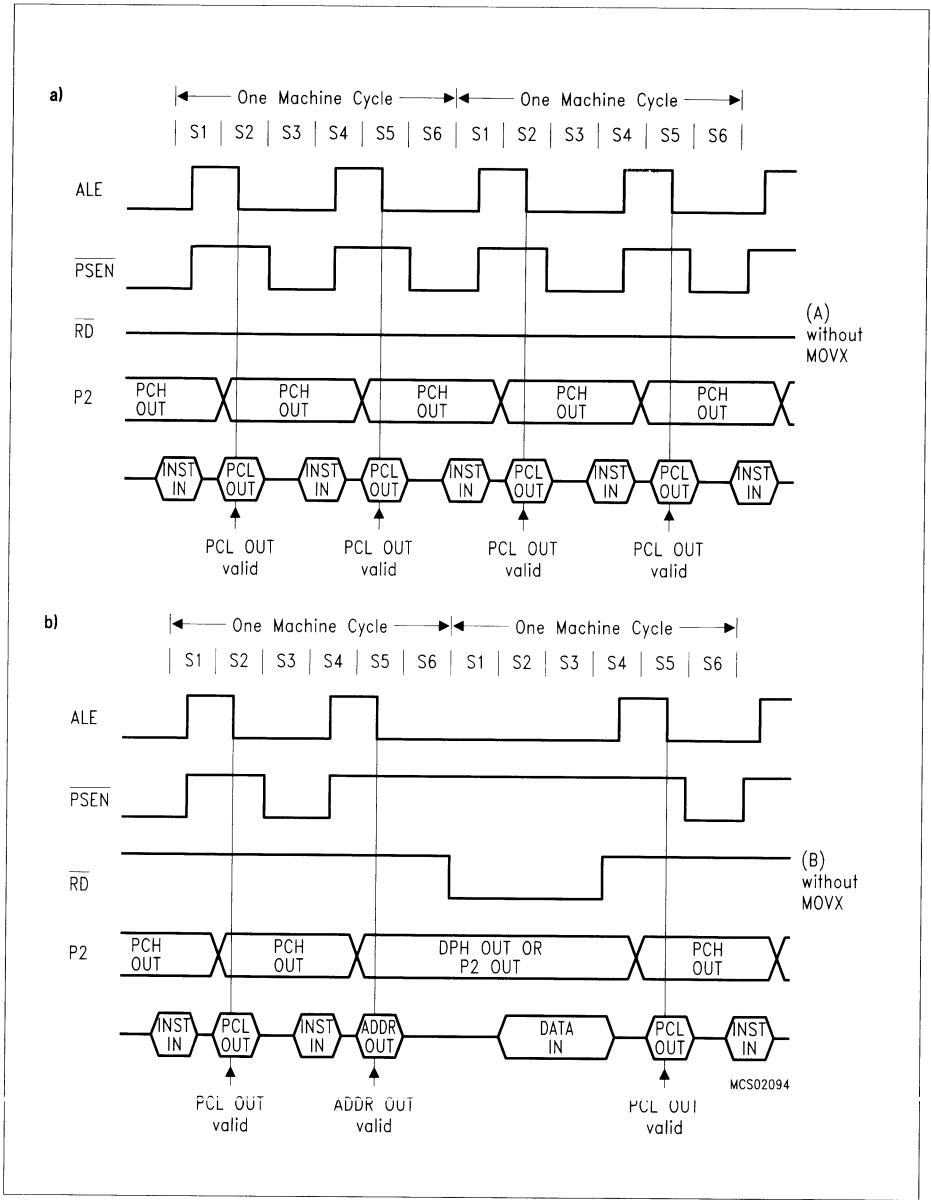 a)
One Machine Cycle One Machine Cycle
S1 S2 S3 S4 S5 S6 S1 S2 S3 S4 S5 S6
ALE
PSEN
RD
(A)
without
MOVX
P2
PCH OUT PCH OUT PCH OUT PCH OUT PCH OUT
INST IN PCL OUT INST IN PCL OUT INST IN PCL OUT INST IN PCL OUT INST IN
PCL OUT PCL OUT PCL OUT PCL OUT
valid valid valid valid
b)
One Machine Cycle One Machine Cycle
S1 S2 S3 S4 S5 S6 S1 S2 S3 S4 S5 S6
ALE
PSEN
RD
(B)
without
MOVX
P2
PCH OUT PCH OUT DPH OUT OR P2 OUT PCH OUT
INST IN PCL OUT INST IN ADDR OUT DATA IN PCL OUT INST IN
MCS02094
PCL OUT ADDR OUT PCL OUT
valid valid valid